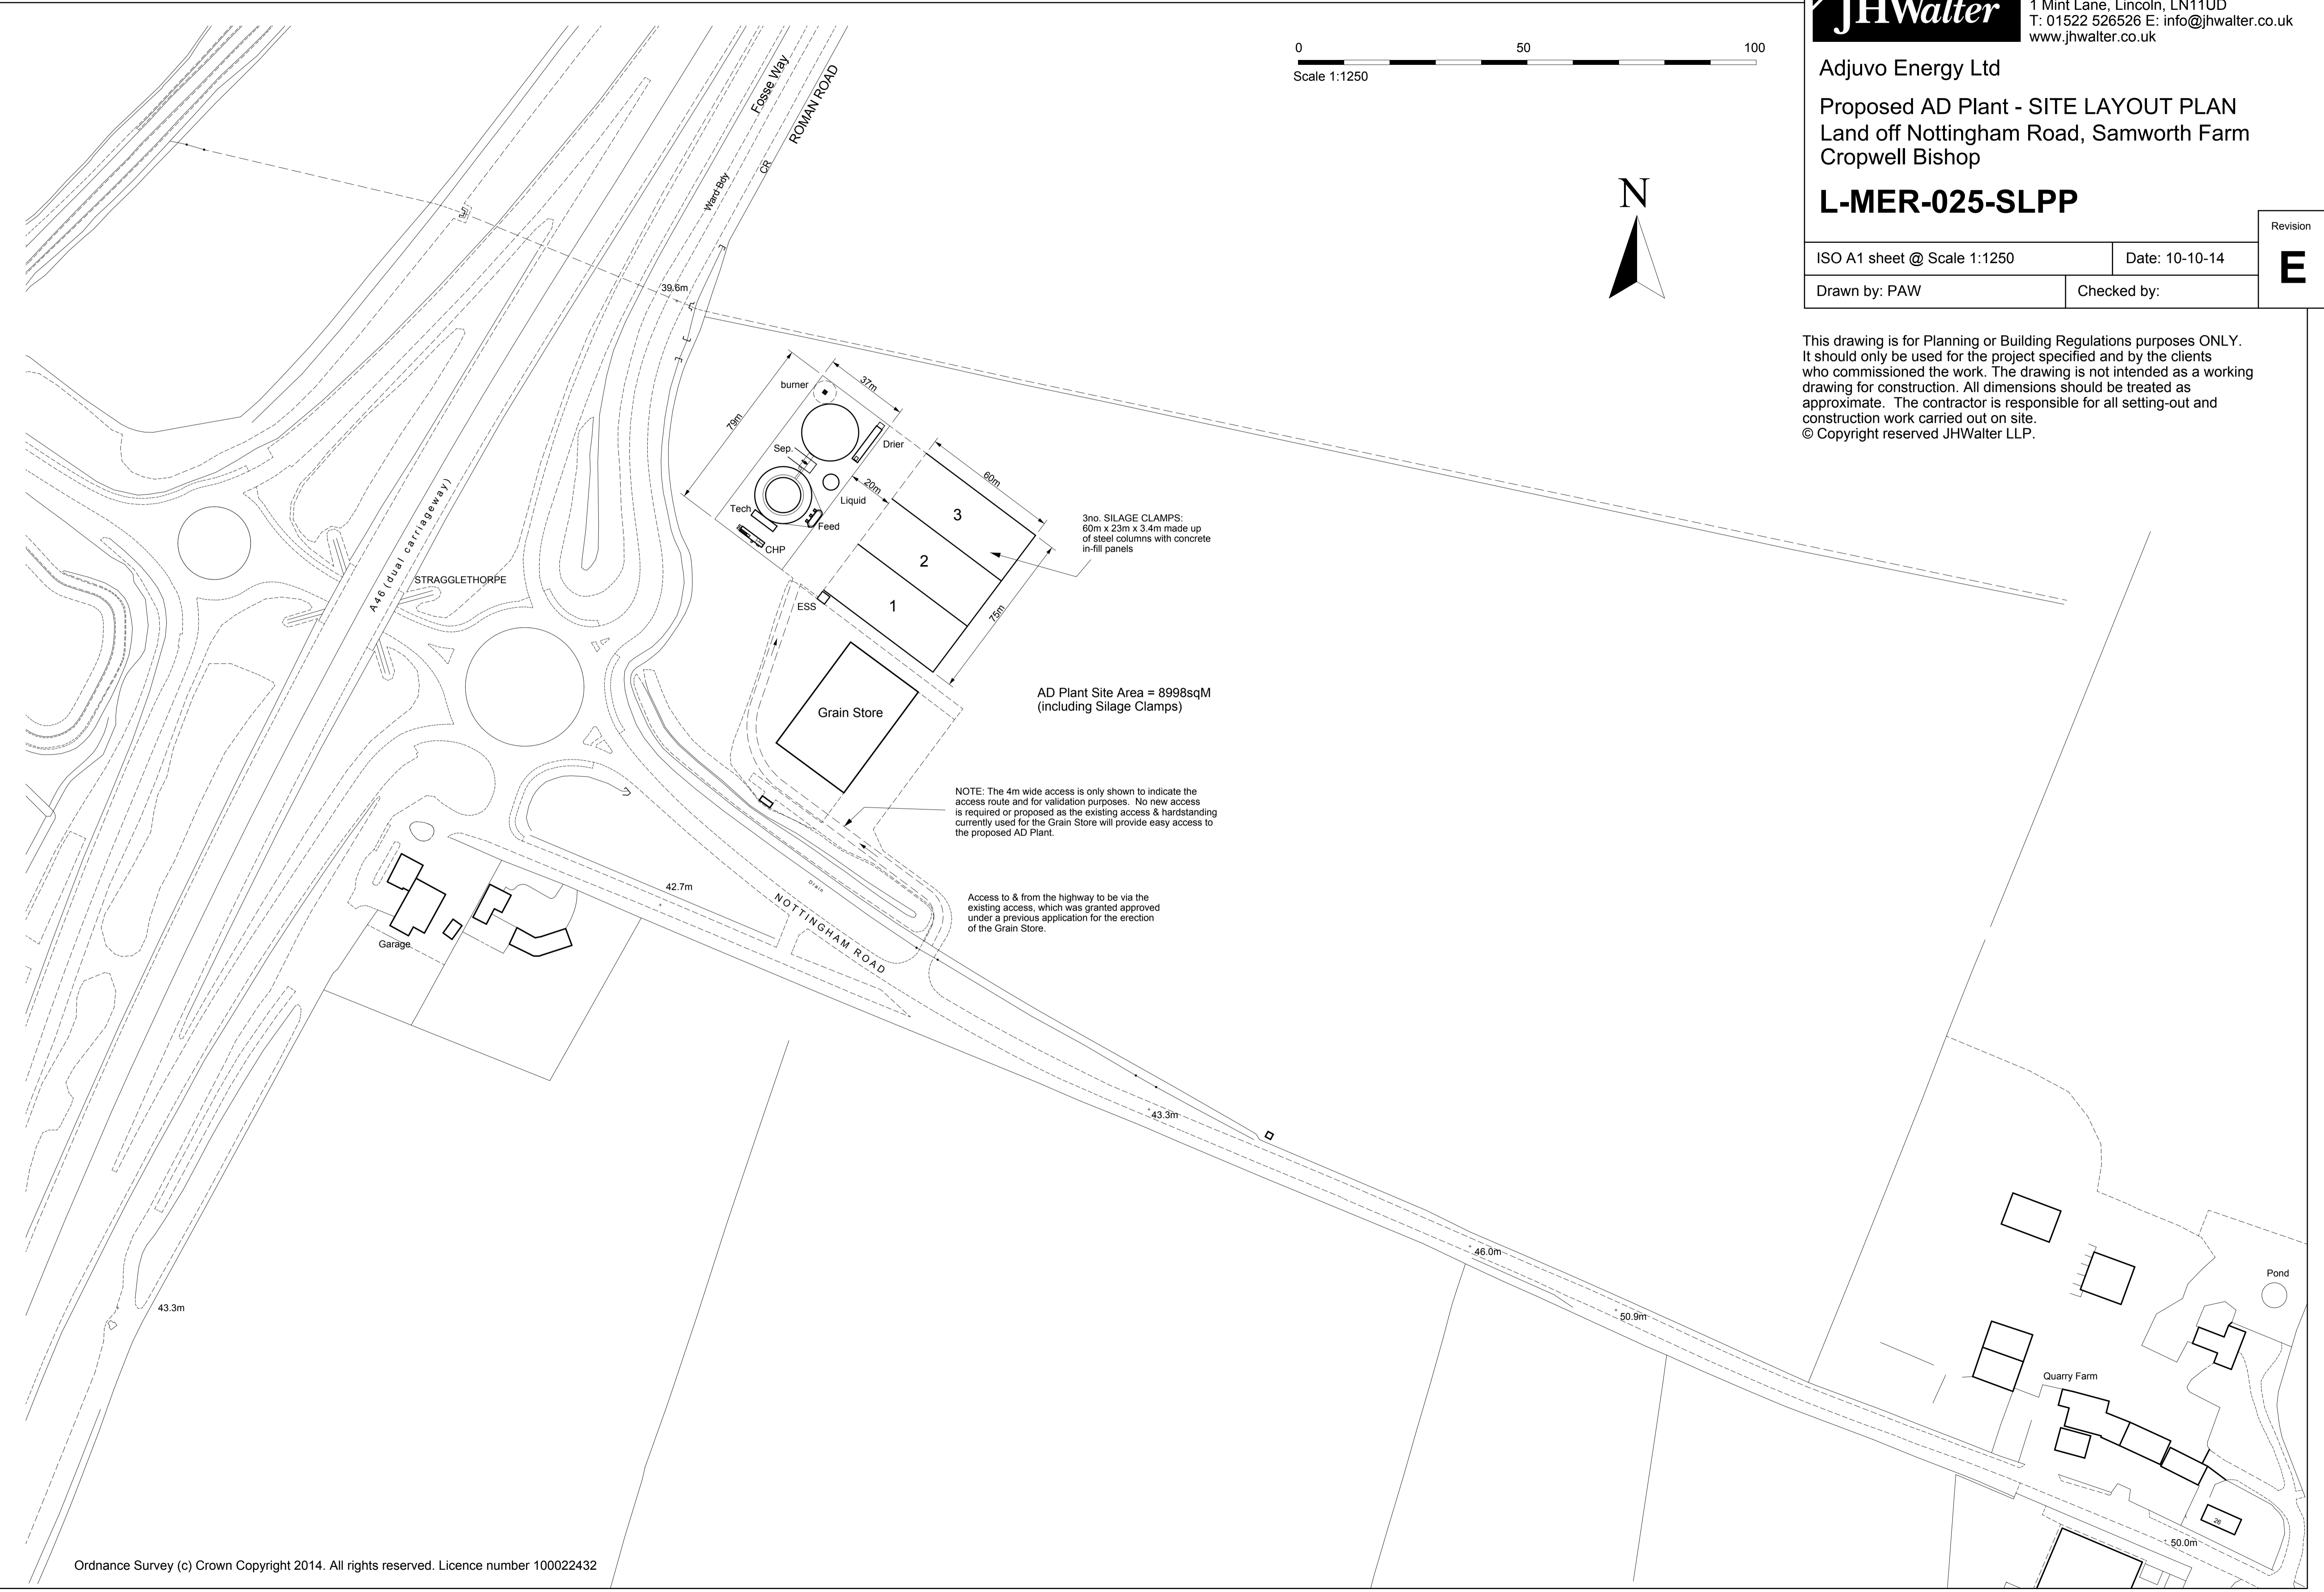 JHWalter
1 Mint Lane, Lincoln, LN11UD
T: 01522 526526 E: info@jhwalter.co.uk
www.jhwalter.co.uk
Adjuvo Energy Ltd
Proposed AD Plant - SITE LAYOUT PLAN
Land off Nottingham Road, Samworth Farm
Cropwell Bishop
L-MER-025-SLPP
Revision
E
ISO A1 sheet @ Scale 1:1250
Date: 10-10-14
Drawn by: PAW
Checked by:
This drawing is for Planning or Building Regulations purposes ONLY.
It should only be used for the project specified and by the clients
who commissioned the work. The drawing is not intended as a working
drawing for construction. All dimensions should be treated as
approximate. The contractor is responsible for all setting-out and
construction work carried out on site.
© Copyright reserved JHWalter LLP.
0 50 100
Scale 1:1250
N
Fosse Way
ROMAN ROAD
CR
Ward Bdy
39.6m
burner
37m
79m
Drier
Sep.
60m
20m
Liquid
Tech
Feed
CHP
3
2
1
3no. SILAGE CLAMPS:
60m x 23m x 3.4m made up
of steel columns with concrete
in-fill panels
ESS
75m
A46 (dual carriageway)
STRAGGLETHORPE
Grain Store
AD Plant Site Area = 8998sqM
(including Silage Clamps)
NOTE: The 4m wide access is only shown to indicate the
access route and for validation purposes. No new access
is required or proposed as the existing access & hardstanding
currently used for the Grain Store will provide easy access to
the proposed AD Plant.
Access to & from the highway to be via the
existing access, which was granted approved
under a previous application for the erection
of the Grain Store.
42.7m
Drain
NOTTINGHAM ROAD
Garage
43.3m
46.0m
50.9m
43.3m
Pond
Quarry Farm
26
50.0m
Ordnance Survey (c) Crown Copyright 2014. All rights reserved. Licence number 100022432